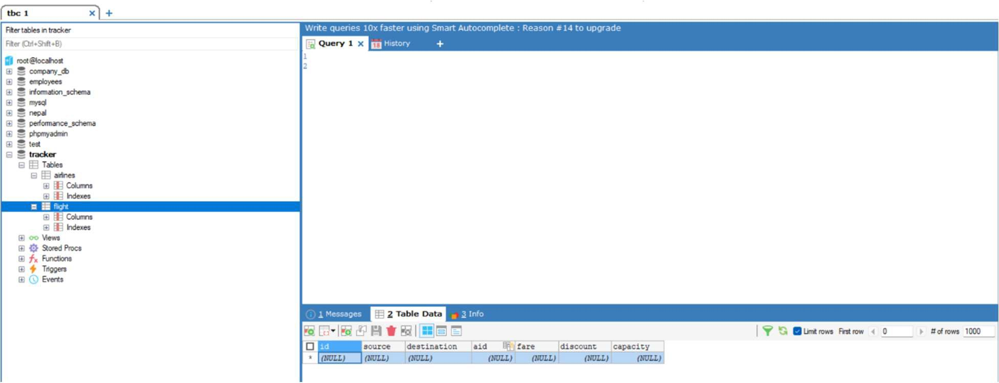 tbc 1
Filter tables in tracker
Filter (Ctrl+Shift+B)
root@localhost
company_db
employees
information_schema
mysql
nepal
performance_schema
phpmyadmin
test
tracker
Tables
airlines
Columns
Indexes
flight
Columns
Indexes
Views
Stored Procs
Functions
Triggers
Events
Write queries 10x faster using Smart Autocomplete : Reason #14 to upgrade
Query 1 History
1
2
1 Messages 2 Table Data 3 Info
Limit rows First row 0 # of rows 1000
id source destination aid fare discount capacity
* (NULL) (NULL) (NULL) (NULL) (NULL) (NULL) (NULL)